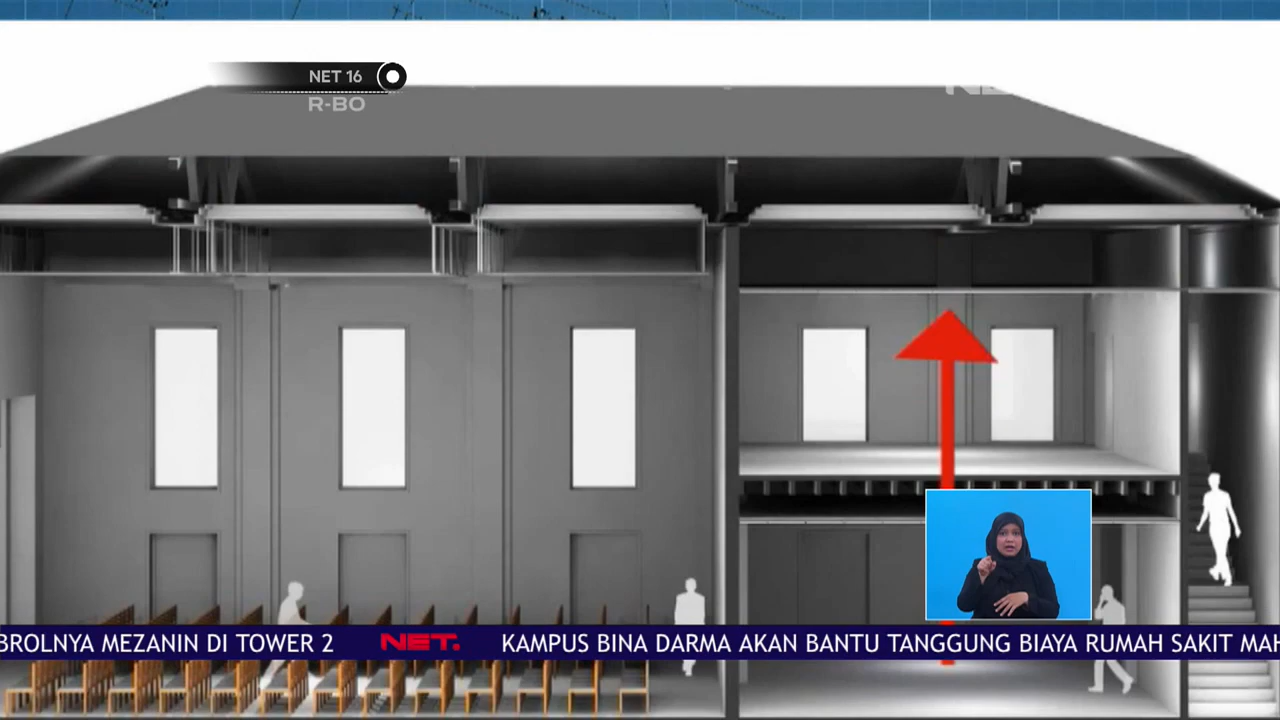 NET 16
R-BO
BROLNYA MEZANIN DI TOWER 2 NET. KAMPUS BINA DARMA AKAN BANTU TANGGUNG BIAYA RUMAH SAKIT MAH